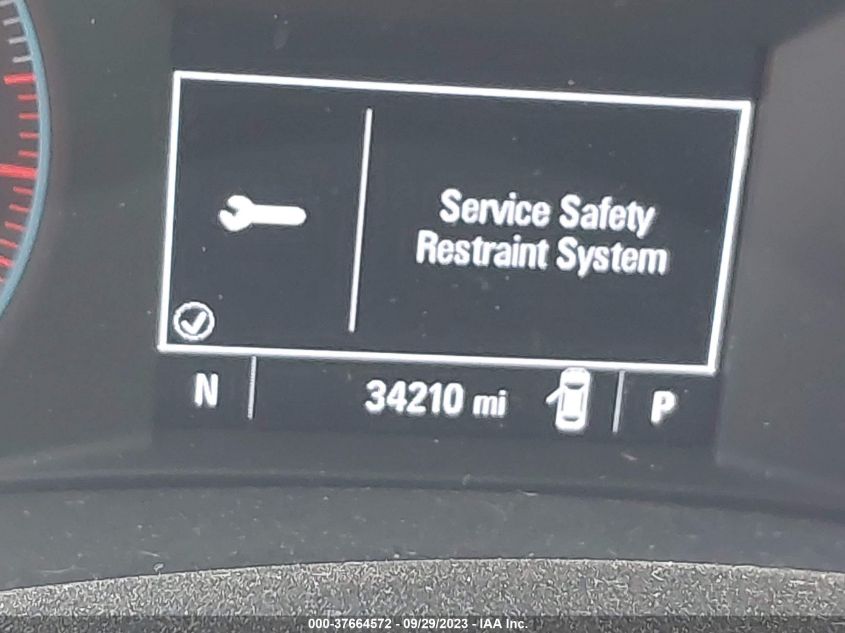 Service Safety
Restraint System
N
34210 mi
P
000-37664572 - 09/29/2023 - IAA Inc.